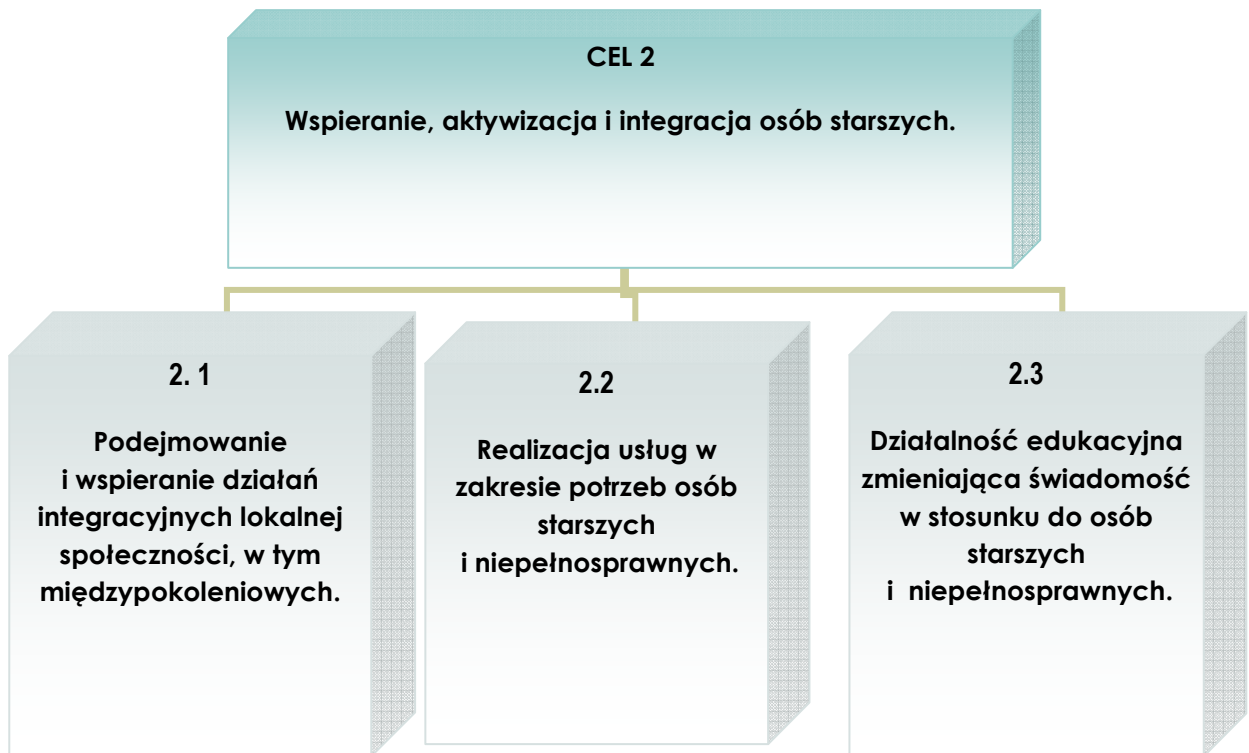 CEL 2
Wspieranie, aktywizacja i integracja osób starszych.
2. 1
Podejmowanie
i wspieranie działań
integracyjnych lokalnej
społeczności, w tym
międzypokoleniowych.
2.2
Realizacja usług w
zakresie potrzeb osób
starszych
i niepełnosprawnych.
2.3
Działalność edukacyjna
zmieniająca świadomość
w stosunku do osób
starszych
i niepełnosprawnych.